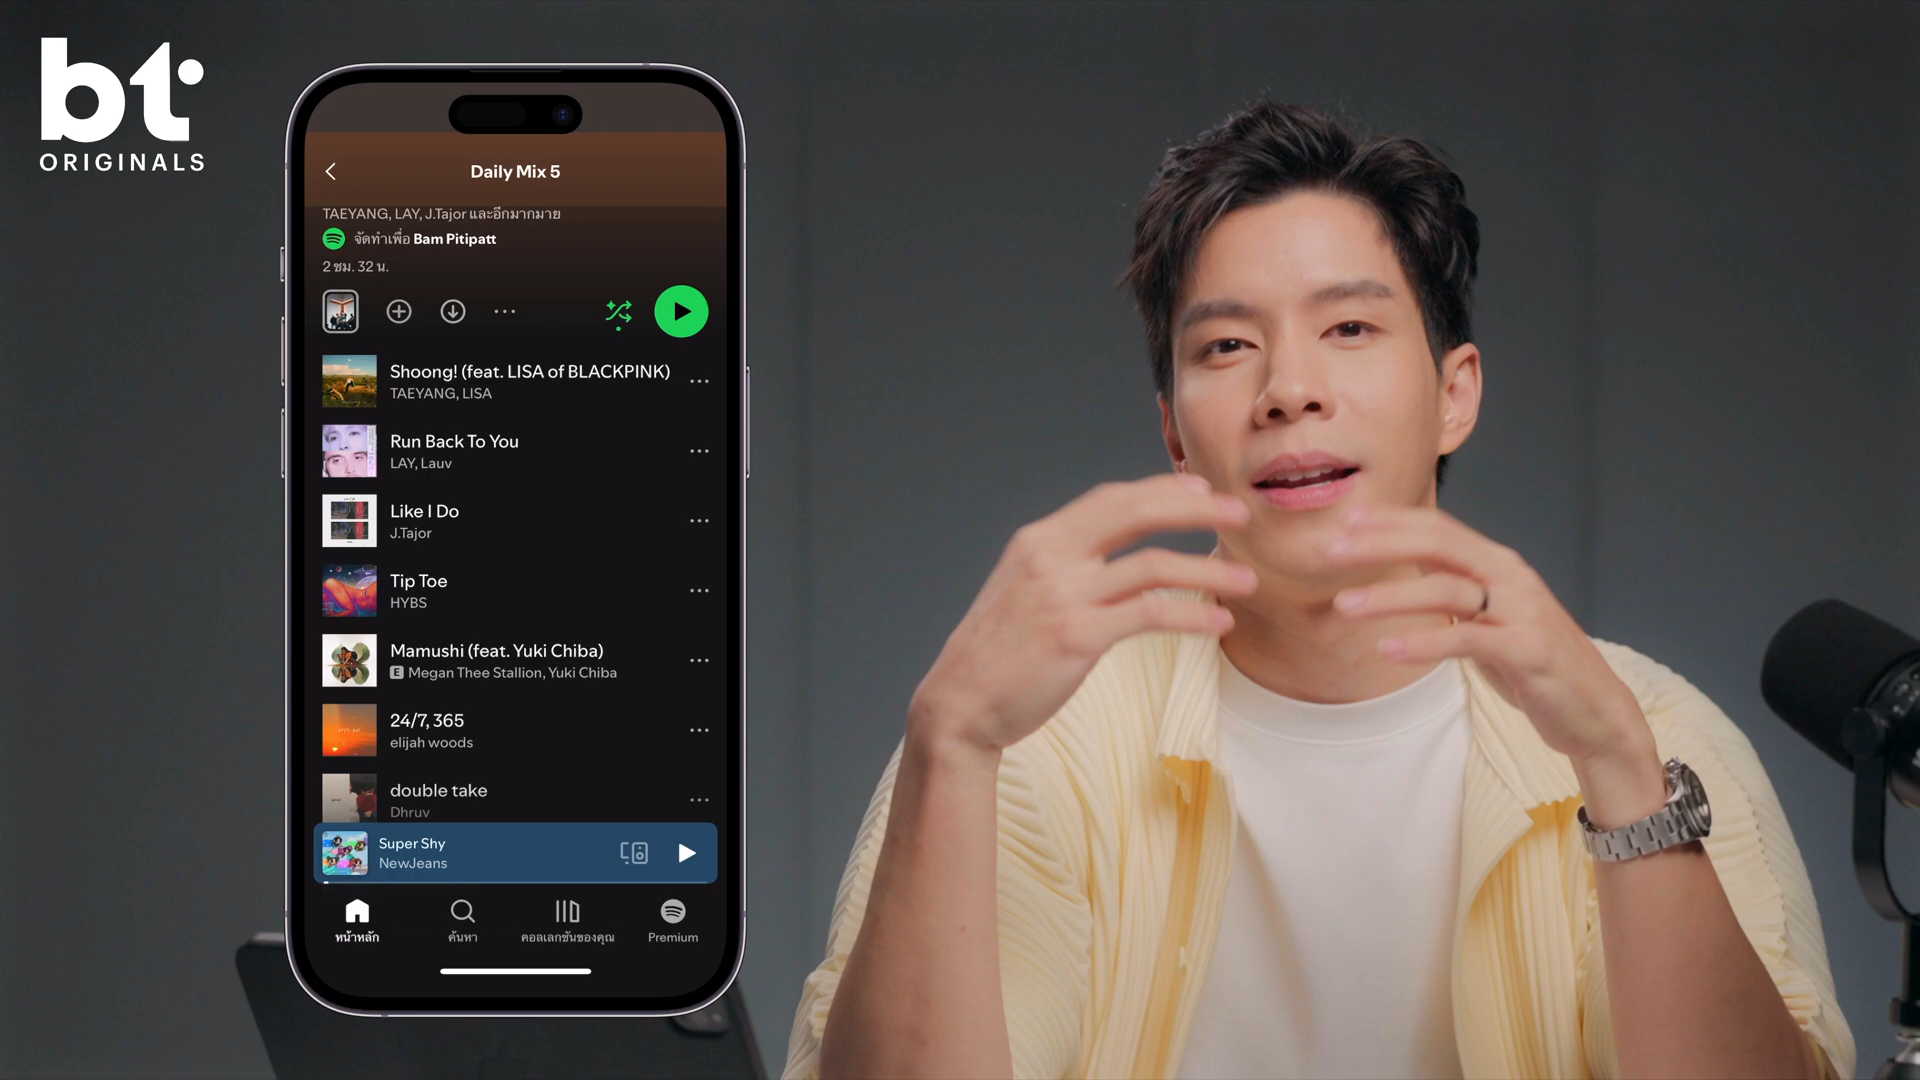 bt
ORIGINALS
Daily Mix 5
TAEYANG, LAY, J.Tajor และอีกมากมาย
จัดทำเพื่อ Bam Pitipatt
2 ชม. 32 น.
Shoong! (feat. LISA of BLACKPINK)
TAEYANG, LISA
Run Back To You
LAY, Lauv
Like I Do
J.Tajor
Tip Toe
HYBS
Mamushi (feat. Yuki Chiba)
E Megan Thee Stallion, Yuki Chiba
24/7, 365
elijah woods
double take
Dhruv
Super Shy
NewJeans
หน้าหลัก
ค้นหา
คอลเลกชันของคุณ
Premium